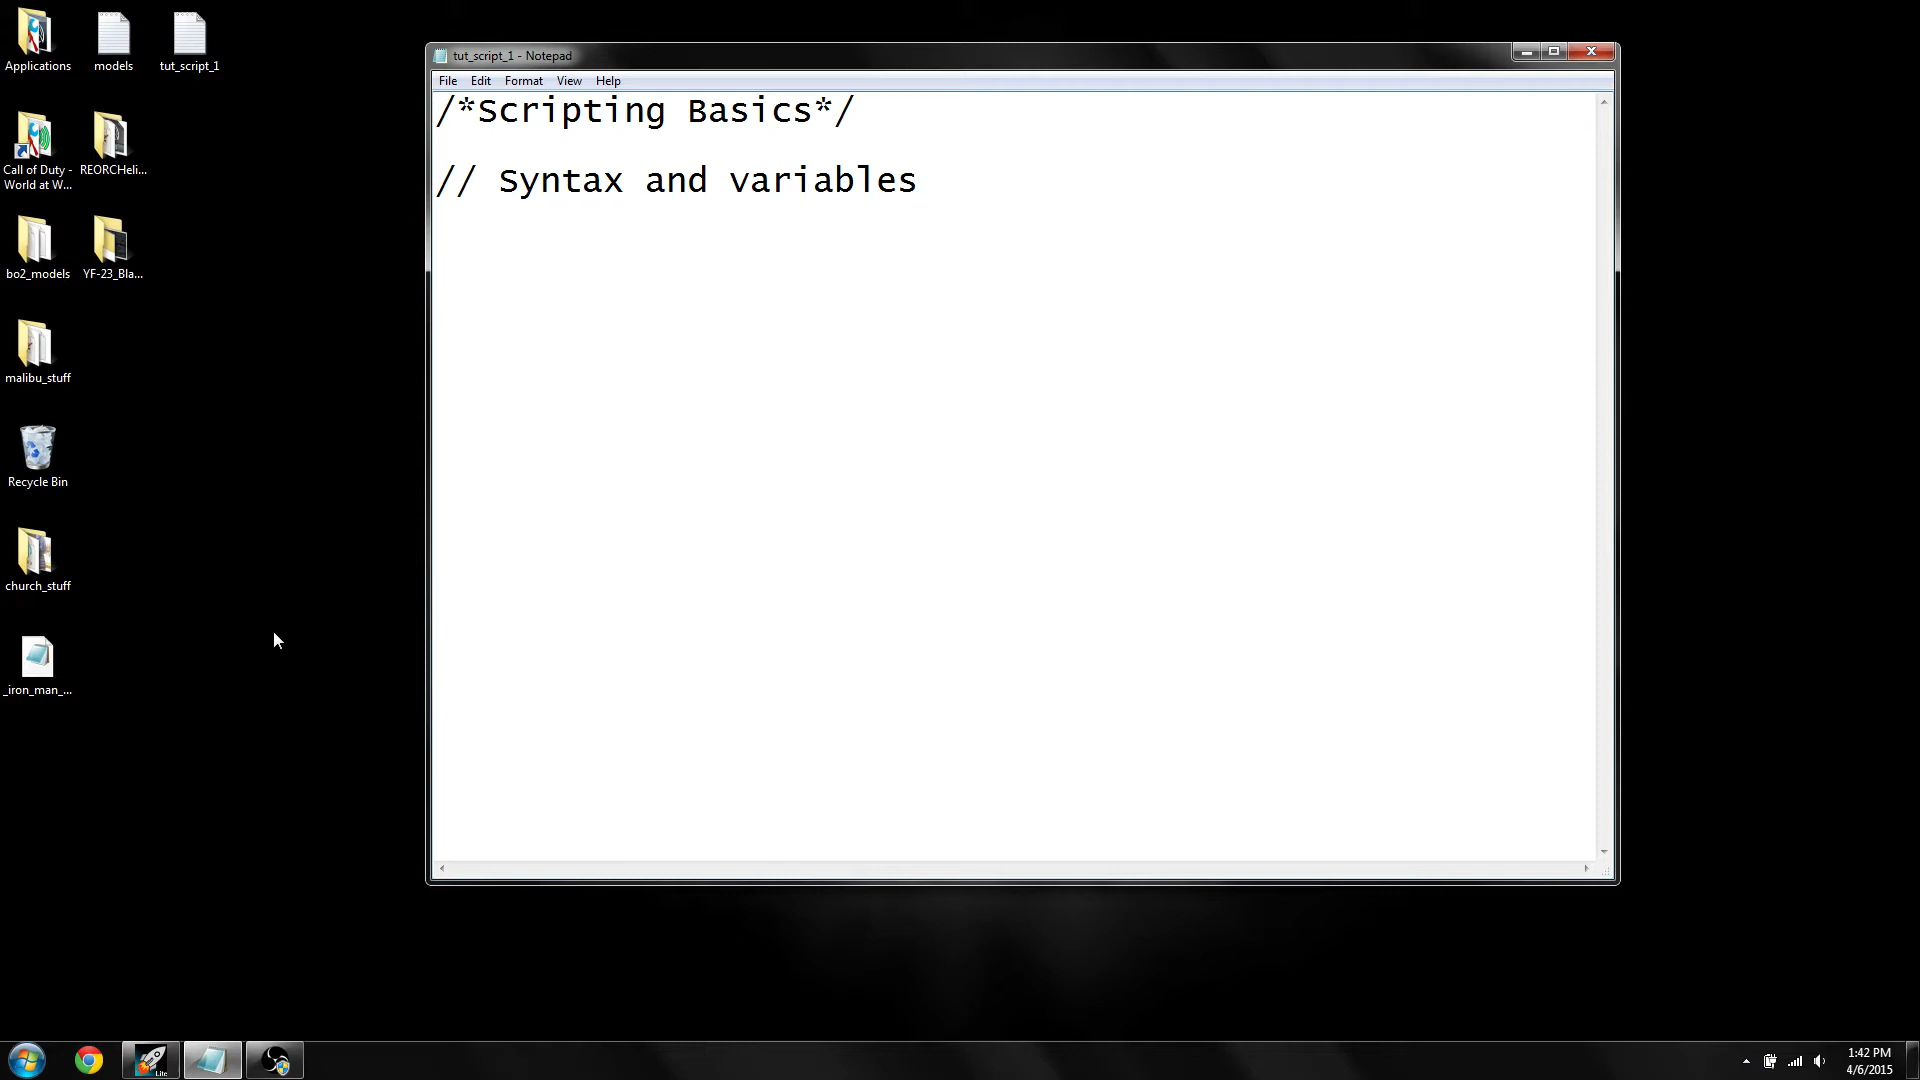 Applications
models
tut_script_1
Call of Duty -
World at W...
REORCHeli...
bo2_models
YF-23_Bla...
malibu_stuff
Recycle Bin
church_stuff
_iron_man_...
tut_script_1 - Notepad
File Edit Format View Help
/*Scripting Basics*/
// Syntax and variables
Lite
1:42 PM
4/6/2015